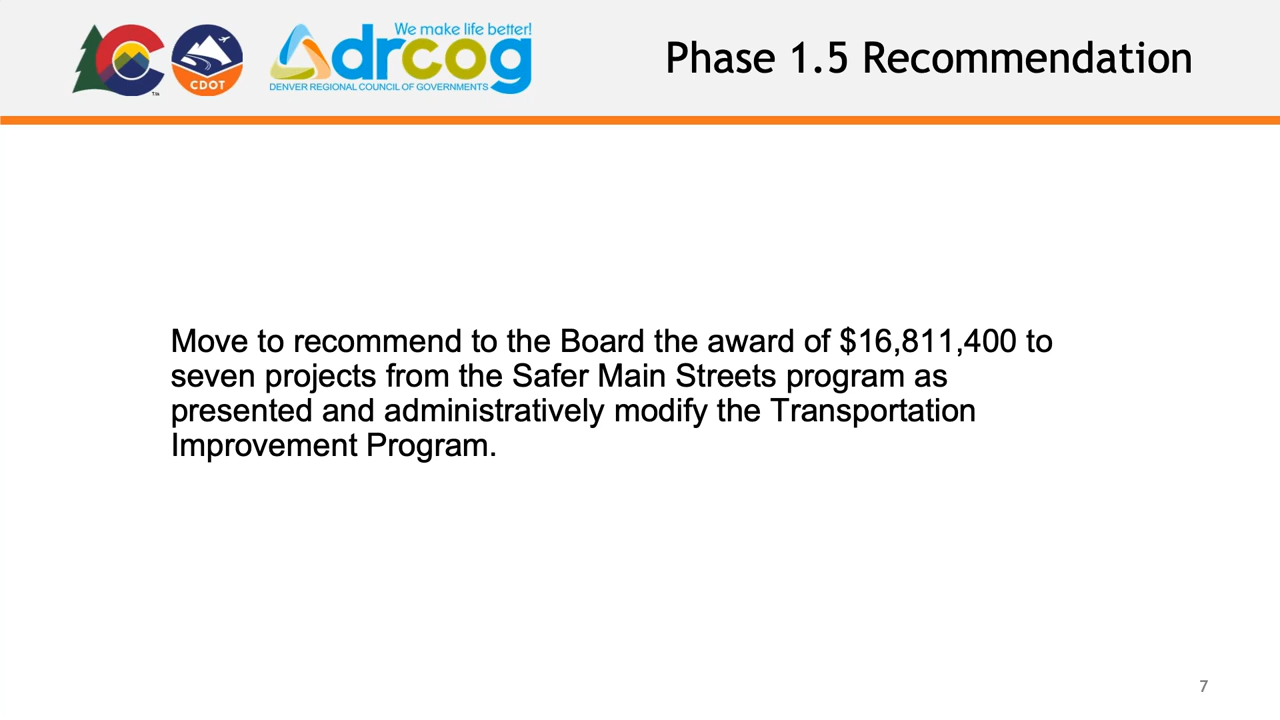 We make life better!
CDOT
drcog
DENVER REGIONAL COUNCIL OF GOVERNMENTS
Phase 1.5 Recommendation
Move to recommend to the Board the award of $16,811,400 to
seven projects from the Safer Main Streets program as
presented and administratively modify the Transportation
Improvement Program.
7